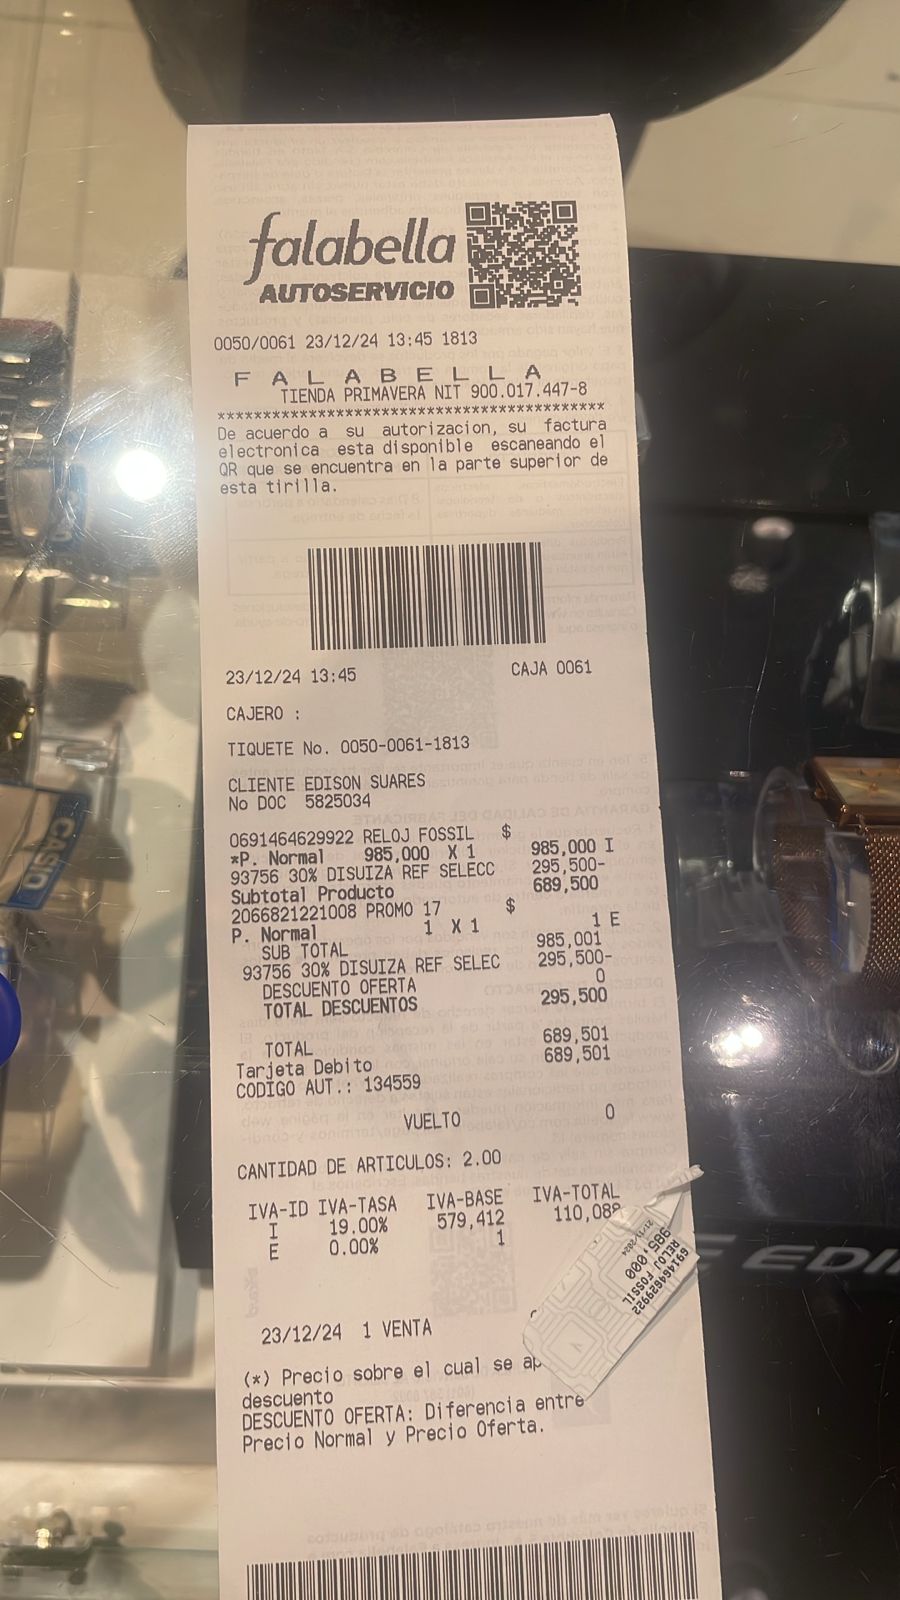 falabella
AUTOSERVICIO
0050/0061 23/12/24 13:45 1813
F A L A B E L L A
TIENDA PRIMAVERA NIT 900.017.447-8
******************************************
De acuerdo a su autorizacion, su factura
electronica esta disponible escaneando el
QR que se encuentra en la parte superior de
esta tirilla.
23/12/24 13:45 CAJA 0061
CAJERO :
TIQUETE No. 0050-0061-1813
CLIENTE EDISON SUARES
No DOC 5825034
0691464629922 RELOJ FOSSIL $
*P. Normal 985,000 X 1 985,000 I
93756 30% DISUIZA REF SELECC 295,500-
Subtotal Producto 689,500
2066821221008 PROMO 17 $
P. Normal 1 X 1 1 E
SUB TOTAL 985,001
93756 30% DISUIZA REF SELEC 295,500-
DESCUENTO OFERTA 0
TOTAL DESCUENTOS 295,500
TOTAL 689,501
Tarjeta Debito 689,501
CODIGO AUT.: 134559
VUELTO 0
CANTIDAD DE ARTICULOS: 2.00
IVA-ID IVA-TASA IVA-BASE IVA-TOTAL
I 19.00% 579,412 110,088
E 0.00% 1
23/12/24 1 VENTA
(*) Precio sobre el cual se ap
descuento
DESCUENTO OFERTA: Diferencia entre
Precio Normal y Precio Oferta.
691464629922
RELOJ FOSSIL
985,000
21/11/2024
CASIO
EDI